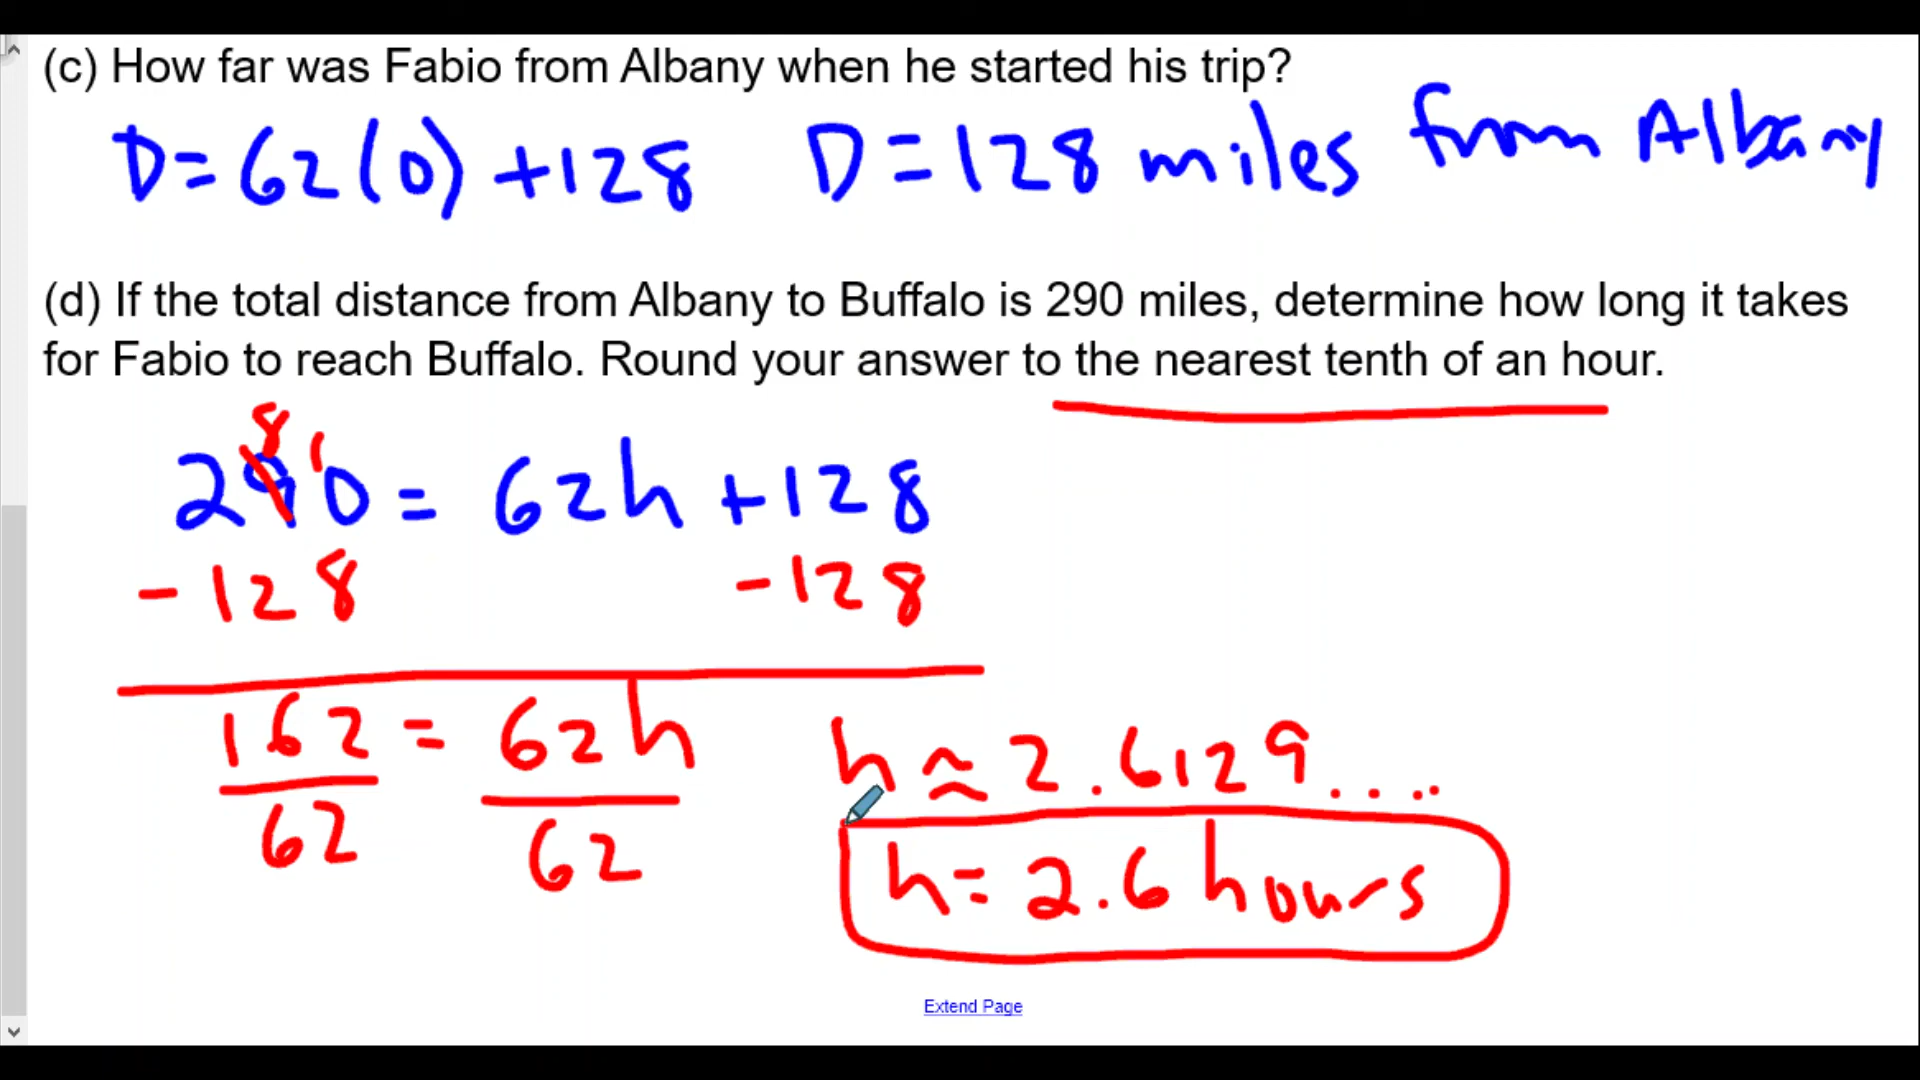 (c) How far was Fabio from Albany when he started his trip?
D = 62(0) + 128 D = 128 miles from Albany
(d) If the total distance from Albany to Buffalo is 290 miles, determine how long it takes
for Fabio to reach Buffalo. Round your answer to the nearest tenth of an hour.
8 1
290 = 62h + 128
- 128 - 128
162 = 62h
62 62
h ≈ 2.6129....
h = 2.6 hours
Extend Page